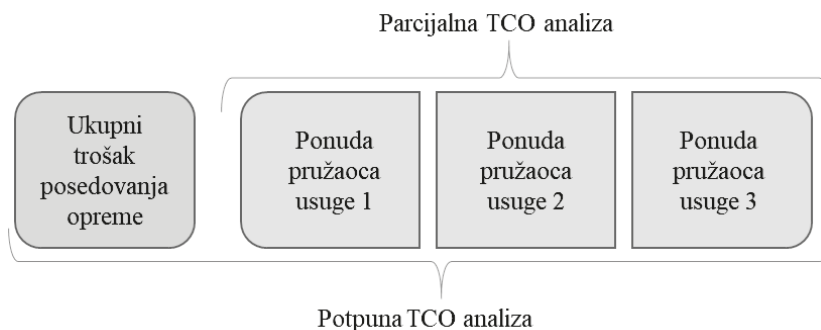 Parcijalna TCO analiza
Ukupni
trošak
posedovanja
opreme
Ponuda
pružaoca
usuge 1
Ponuda
pružaoca
usuge 2
Ponuda
pružaoca
usuge 3
Potpuna TCO analiza